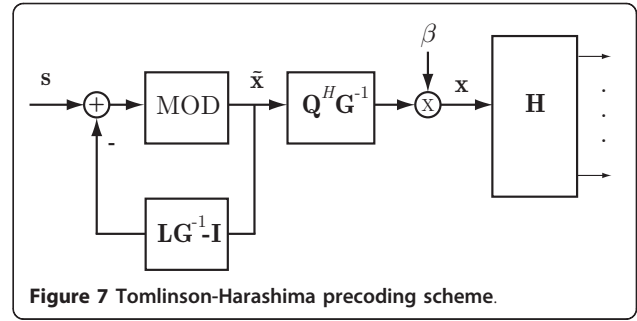 β
s
+
MOD
x̃
Q^H G^-1
X
x
H
-
LG^-1-I
Figure 7 Tomlinson-Harashima precoding scheme.